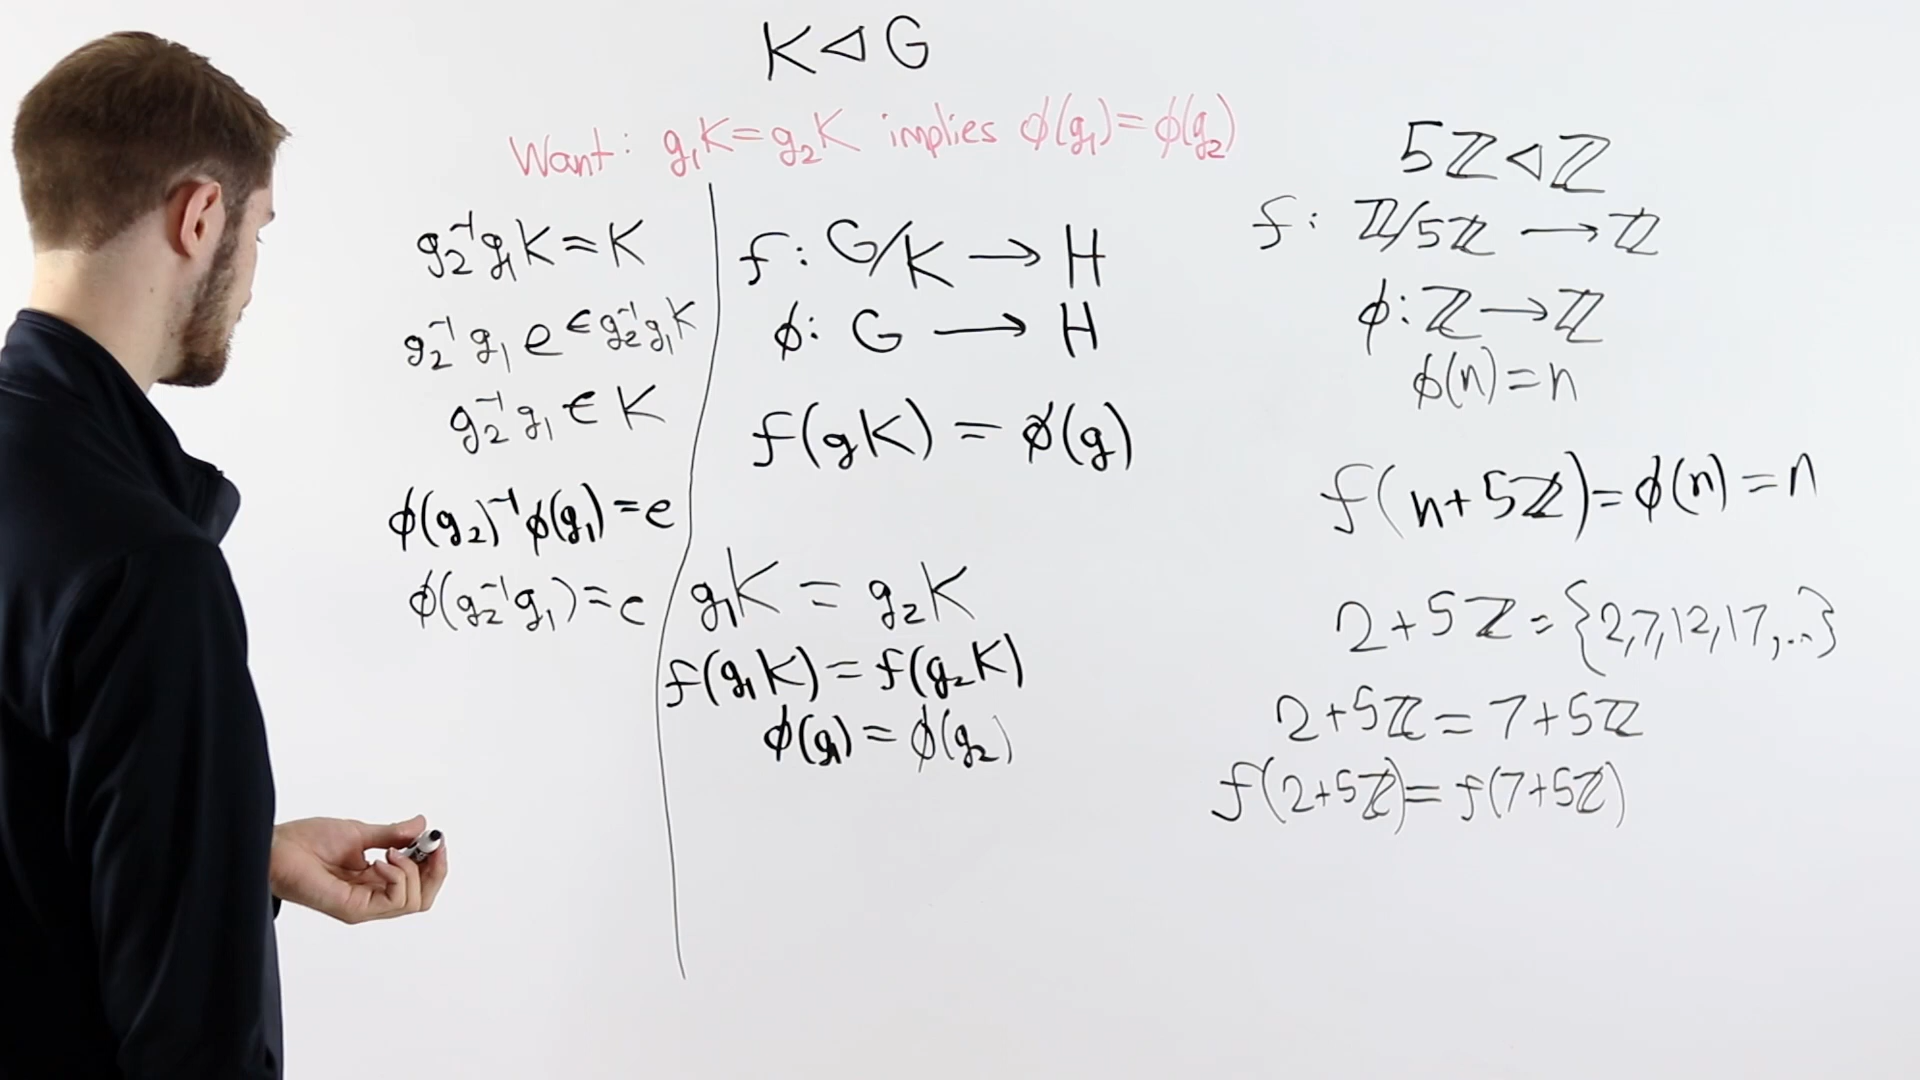 K ◁ G
Want: g₁K = g₂K implies ϕ(g₁) = ϕ(g₂)
g₂⁻¹g₁K = K
g₂⁻¹g₁e ∈ g₂⁻¹g₁K
g₂⁻¹g₁ ∈ K
ϕ(g₂)⁻¹ϕ(g₁) = e
ϕ(g₂⁻¹g₁) = e
f: G/K → H
ϕ: G → H
f(gK) = ϕ(g)
g₁K = g₂K
f(g₁K) = f(g₂K)
ϕ(g₁) = ϕ(g₂)
5ℤ ◁ ℤ
f: ℤ/5ℤ → ℤ
ϕ: ℤ → ℤ
ϕ(n) = n
f(n+5ℤ) = ϕ(n) = n
2+5ℤ = {2,7,12,17,...}
2+5ℤ = 7+5ℤ
f(2+5ℤ) = f(7+5ℤ)